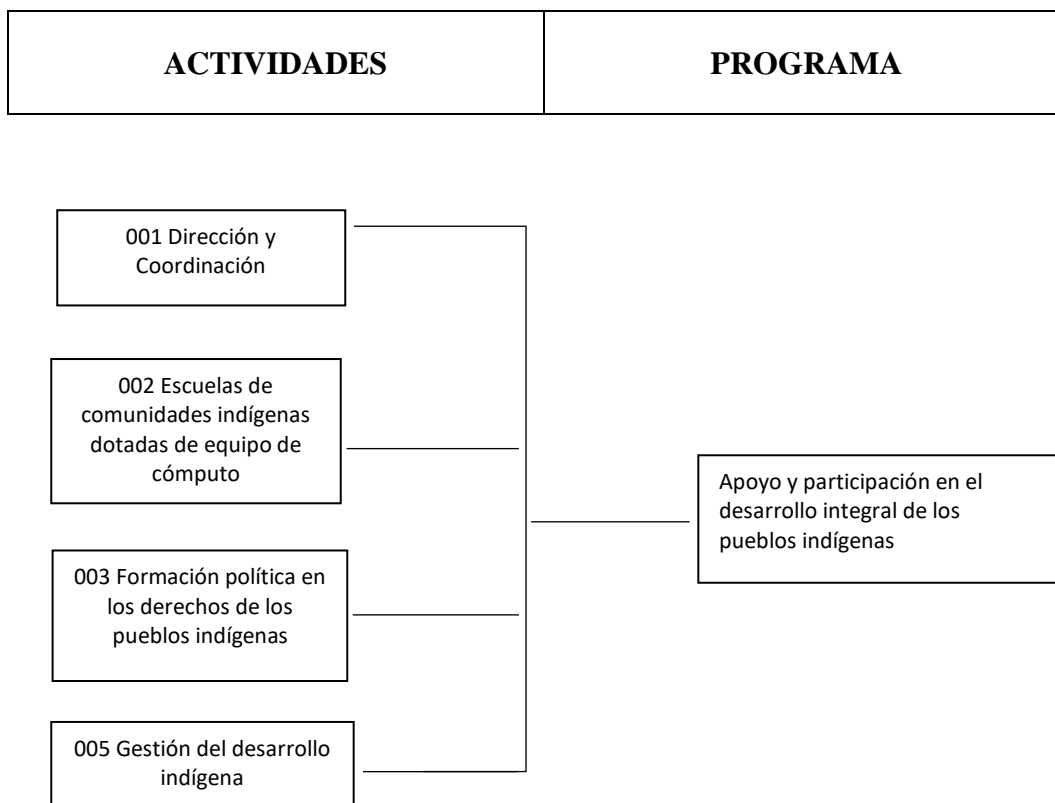 ACTIVIDADES
PROGRAMA
001 Dirección y
Coordinación
002 Escuelas de
comunidades indígenas
dotadas de equipo de
cómputo
Apoyo y participación en el
desarrollo integral de los
pueblos indígenas
003 Formación política en
los derechos de los
pueblos indígenas
005 Gestión del desarrollo
indígena